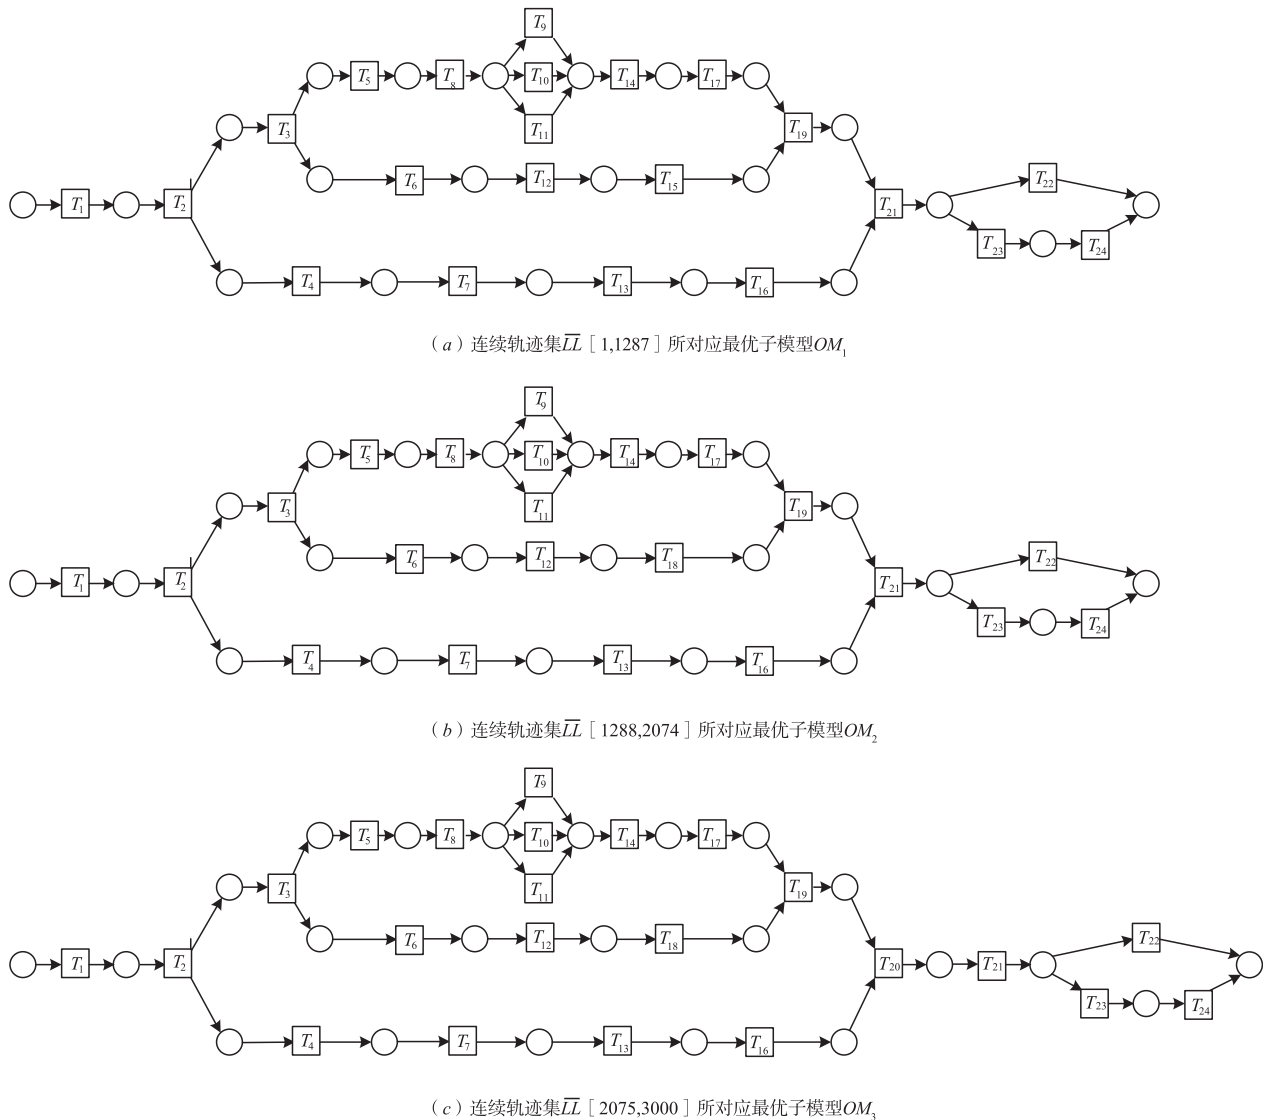 T9
T5 T8 T10 T14 T17
T3 T11 T19
T6 T12 T15
T1 T2 T21 T22
T23 T24
T4 T7 T13 T16
（a）连续轨迹集LL［1,1287］所对应最优子模型OM1
T9
T5 T8 T10 T14 T17
T3 T11 T19
T6 T12 T18
T1 T2 T21 T22
T23 T24
T4 T7 T13 T16
（b）连续轨迹集LL［1288,2074］所对应最优子模型OM2
T9
T5 T8 T10 T14 T17
T3 T11 T19
T6 T12 T18 T22
T1 T2 T20 T21
T23 T24
T4 T7 T13 T16
（c）连续轨迹集LL［2075,3000］所对应最优子模型OM3